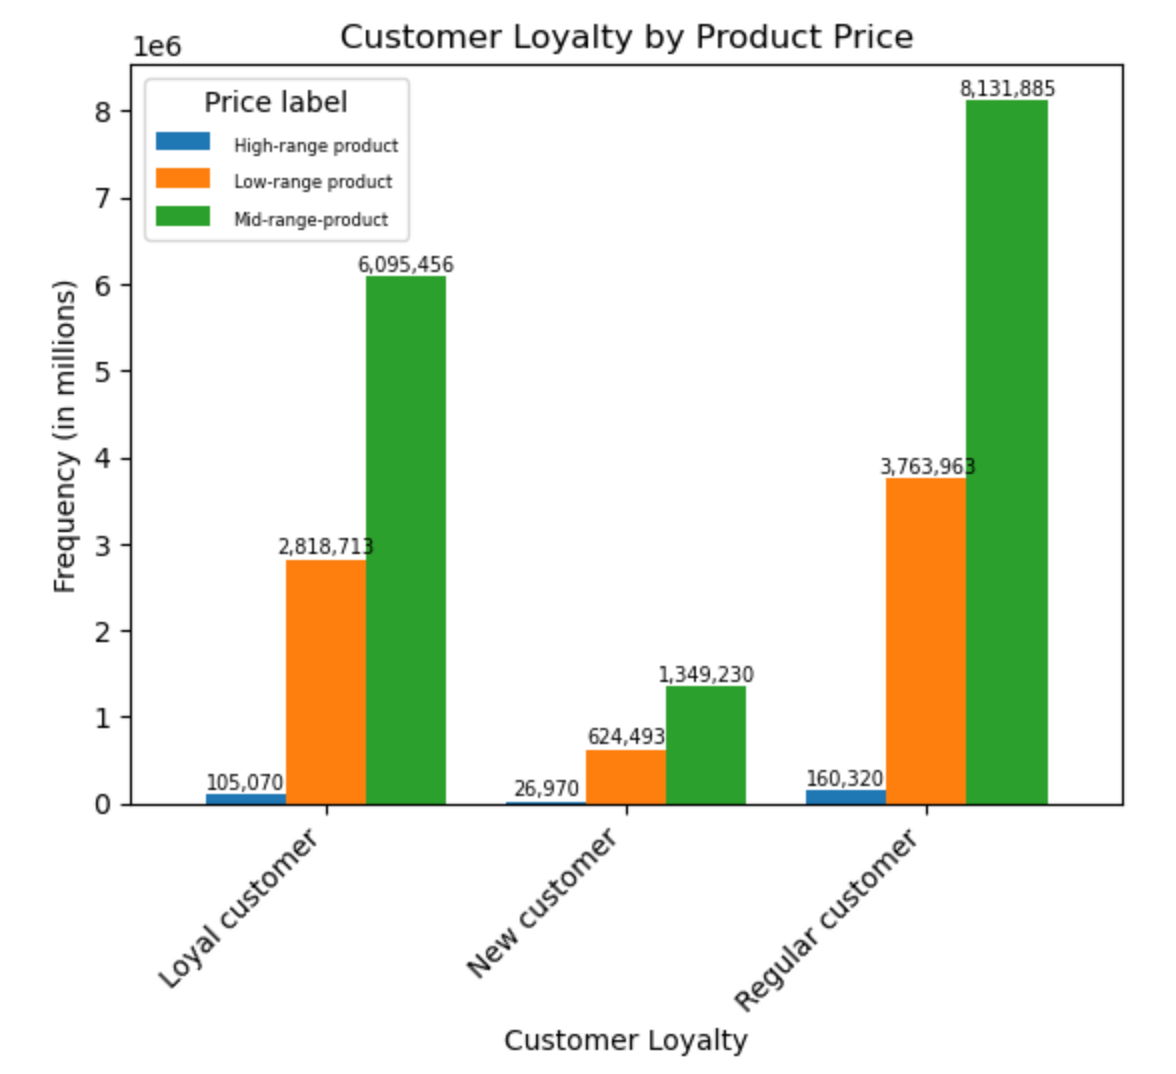 Customer Loyalty by Product Price
1e6
Price label
High-range product
Low-range product
Mid-range-product
8
7
6
5
4
3
2
1
0
Frequency (in millions)
105,070
2,818,713
6,095,456
26,970
624,493
1,349,230
160,320
3,763,963
8,131,885
Loyal customer
New customer
Regular customer
Customer Loyalty